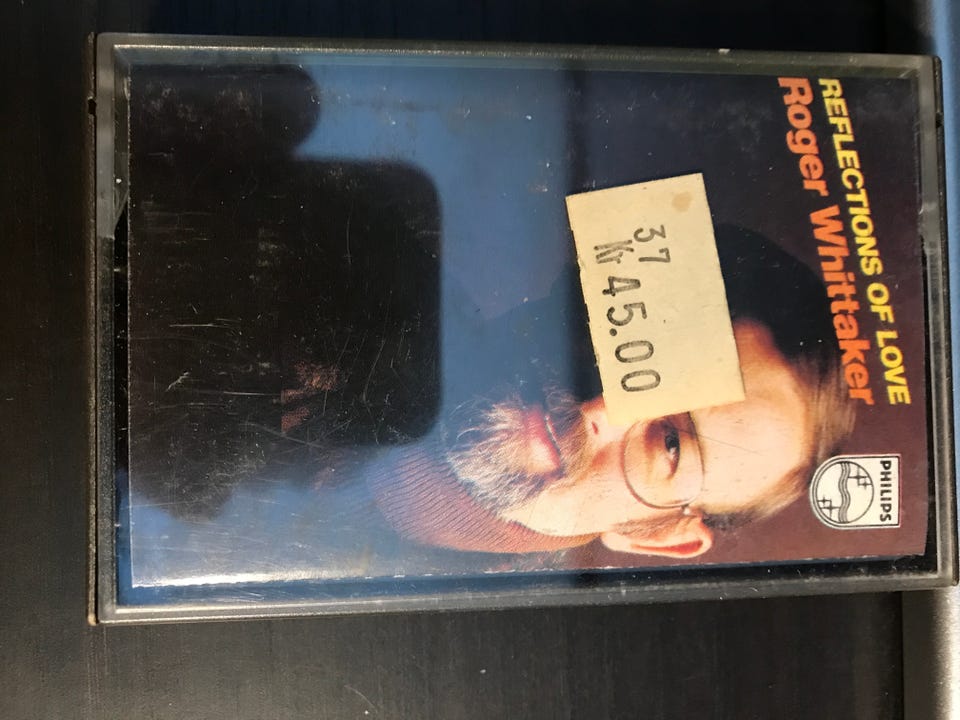 REFLECTIONS OF LOVE
Roger Whittaker
PHILIPS
37
Kr 45.00